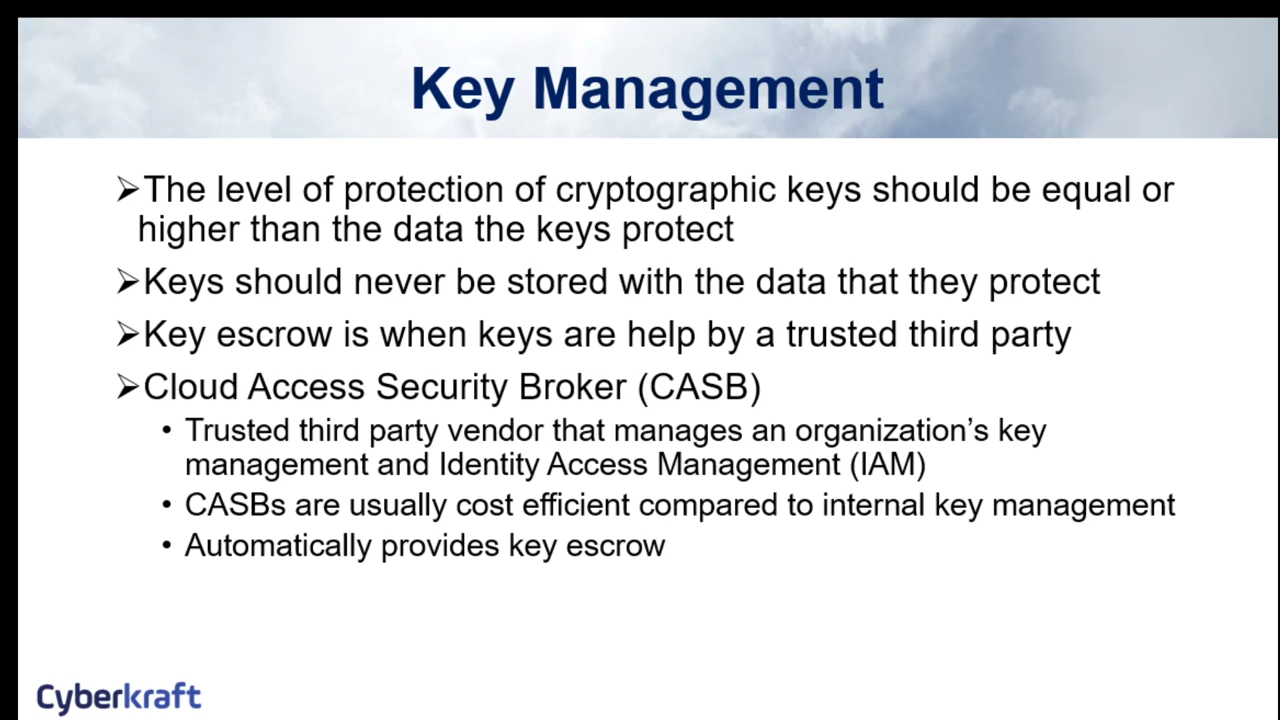 Key Management
➢The level of protection of cryptographic keys should be equal or
higher than the data the keys protect
➢Keys should never be stored with the data that they protect
➢Key escrow is when keys are help by a trusted third party
➢Cloud Access Security Broker (CASB)
• Trusted third party vendor that manages an organization’s key
management and Identity Access Management (IAM)
• CASBs are usually cost efficient compared to internal key management
• Automatically provides key escrow
Cyberkraft